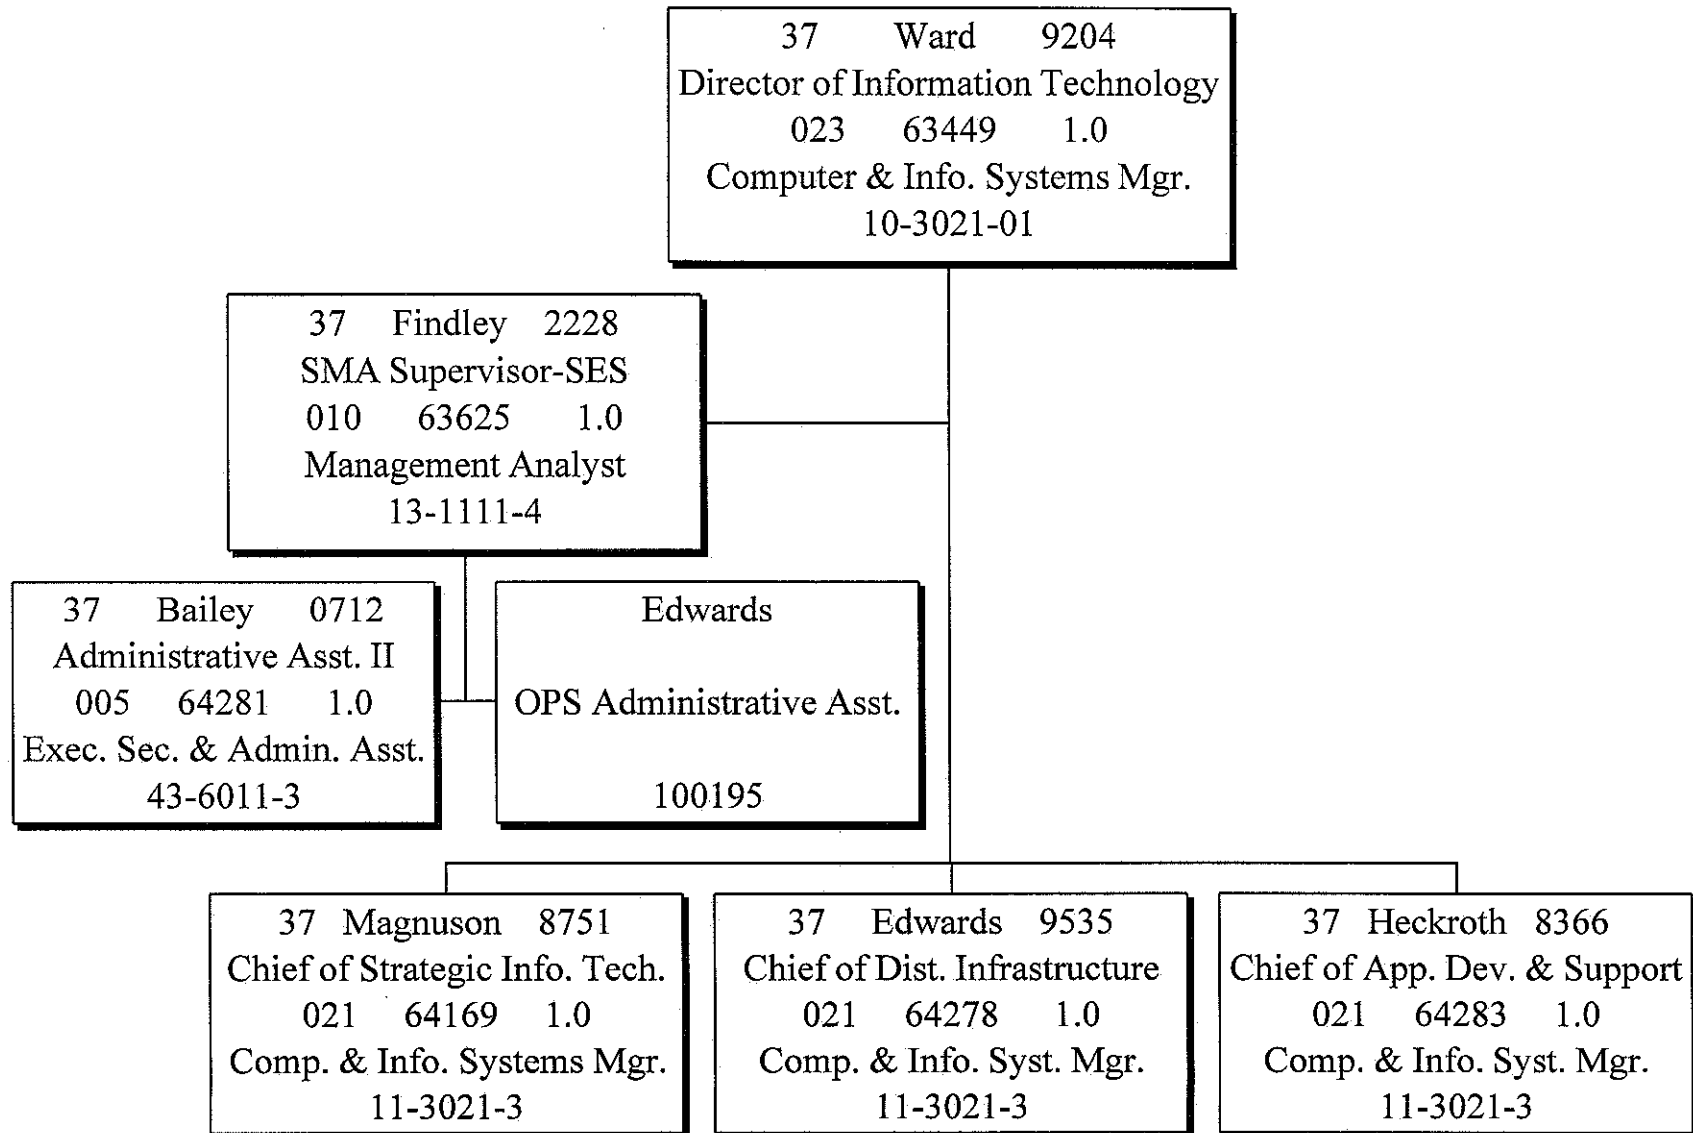 37 Ward 9204
Director of Information Technology
023 63449 1.0
Computer & Info. Systems Mgr.
10-3021-01
37 Findley 2228
SMA Supervisor-SES
010 63625 1.0
Management Analyst
13-1111-4
37 Bailey 0712
Administrative Asst. II
005 64281 1.0
Exec. Sec. & Admin. Asst.
43-6011-3
Edwards
OPS Administrative Asst.
100195
37 Magnuson 8751
Chief of Strategic Info. Tech.
021 64169 1.0
Comp. & Info. Systems Mgr.
11-3021-3
37 Edwards 9535
Chief of Dist. Infrastructure
021 64278 1.0
Comp. & Info. Syst. Mgr.
11-3021-3
37 Heckroth 8366
Chief of App. Dev. & Support
021 64283 1.0
Comp. & Info. Syst. Mgr.
11-3021-3